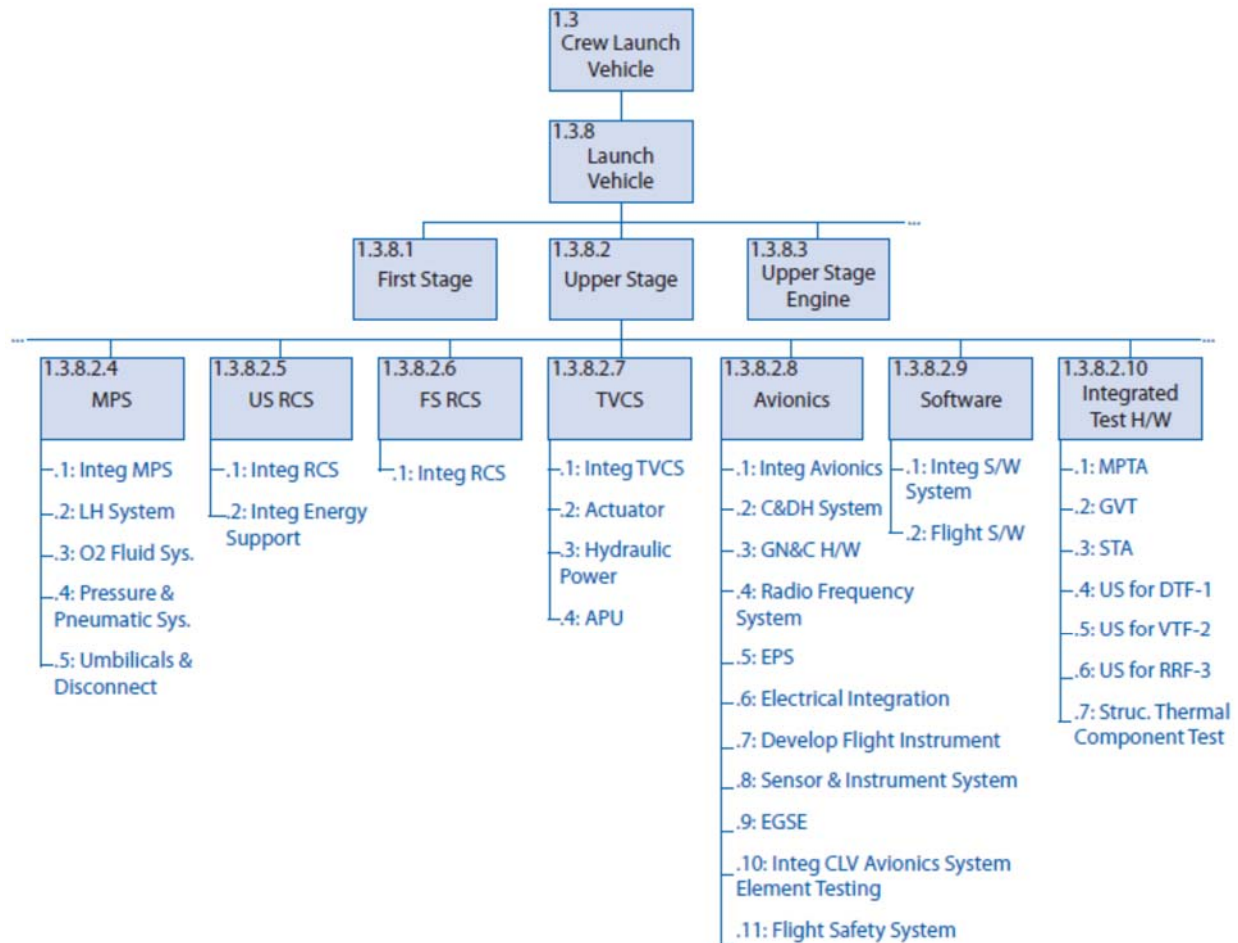 1.3
Crew Launch
Vehicle
1.3.8
Launch
Vehicle
...
1.3.8.1
First Stage
1.3.8.2
Upper Stage
1.3.8.3
Upper Stage
Engine
...
...
1.3.8.2.4
MPS
.1: Integ MPS
.2: LH System
.3: O2 Fluid Sys.
.4: Pressure &
Pneumatic Sys.
.5: Umbilicals &
Disconnect
1.3.8.2.5
US RCS
.1: Integ RCS
.2: Integ Energy
Support
1.3.8.2.6
FS RCS
.1: Integ RCS
1.3.8.2.7
TVCS
.1: Integ TVCS
.2: Actuator
.3: Hydraulic
Power
.4: APU
1.3.8.2.8
Avionics
.1: Integ Avionics
.2: C&DH System
.3: GN&C H/W
.4: Radio Frequency
System
.5: EPS
.6: Electrical Integration
.7: Develop Flight Instrument
.8: Sensor & Instrument System
.9: EGSE
.10: Integ CLV Avionics System
Element Testing
.11: Flight Safety System
1.3.8.2.9
Software
.1: Integ S/W
System
.2: Flight S/W
1.3.8.2.10
Integrated
Test H/W
.1: MPTA
.2: GVT
.3: STA
.4: US for DTF-1
.5: US for VTF-2
.6: US for RRF-3
.7: Struc. Thermal
Component Test